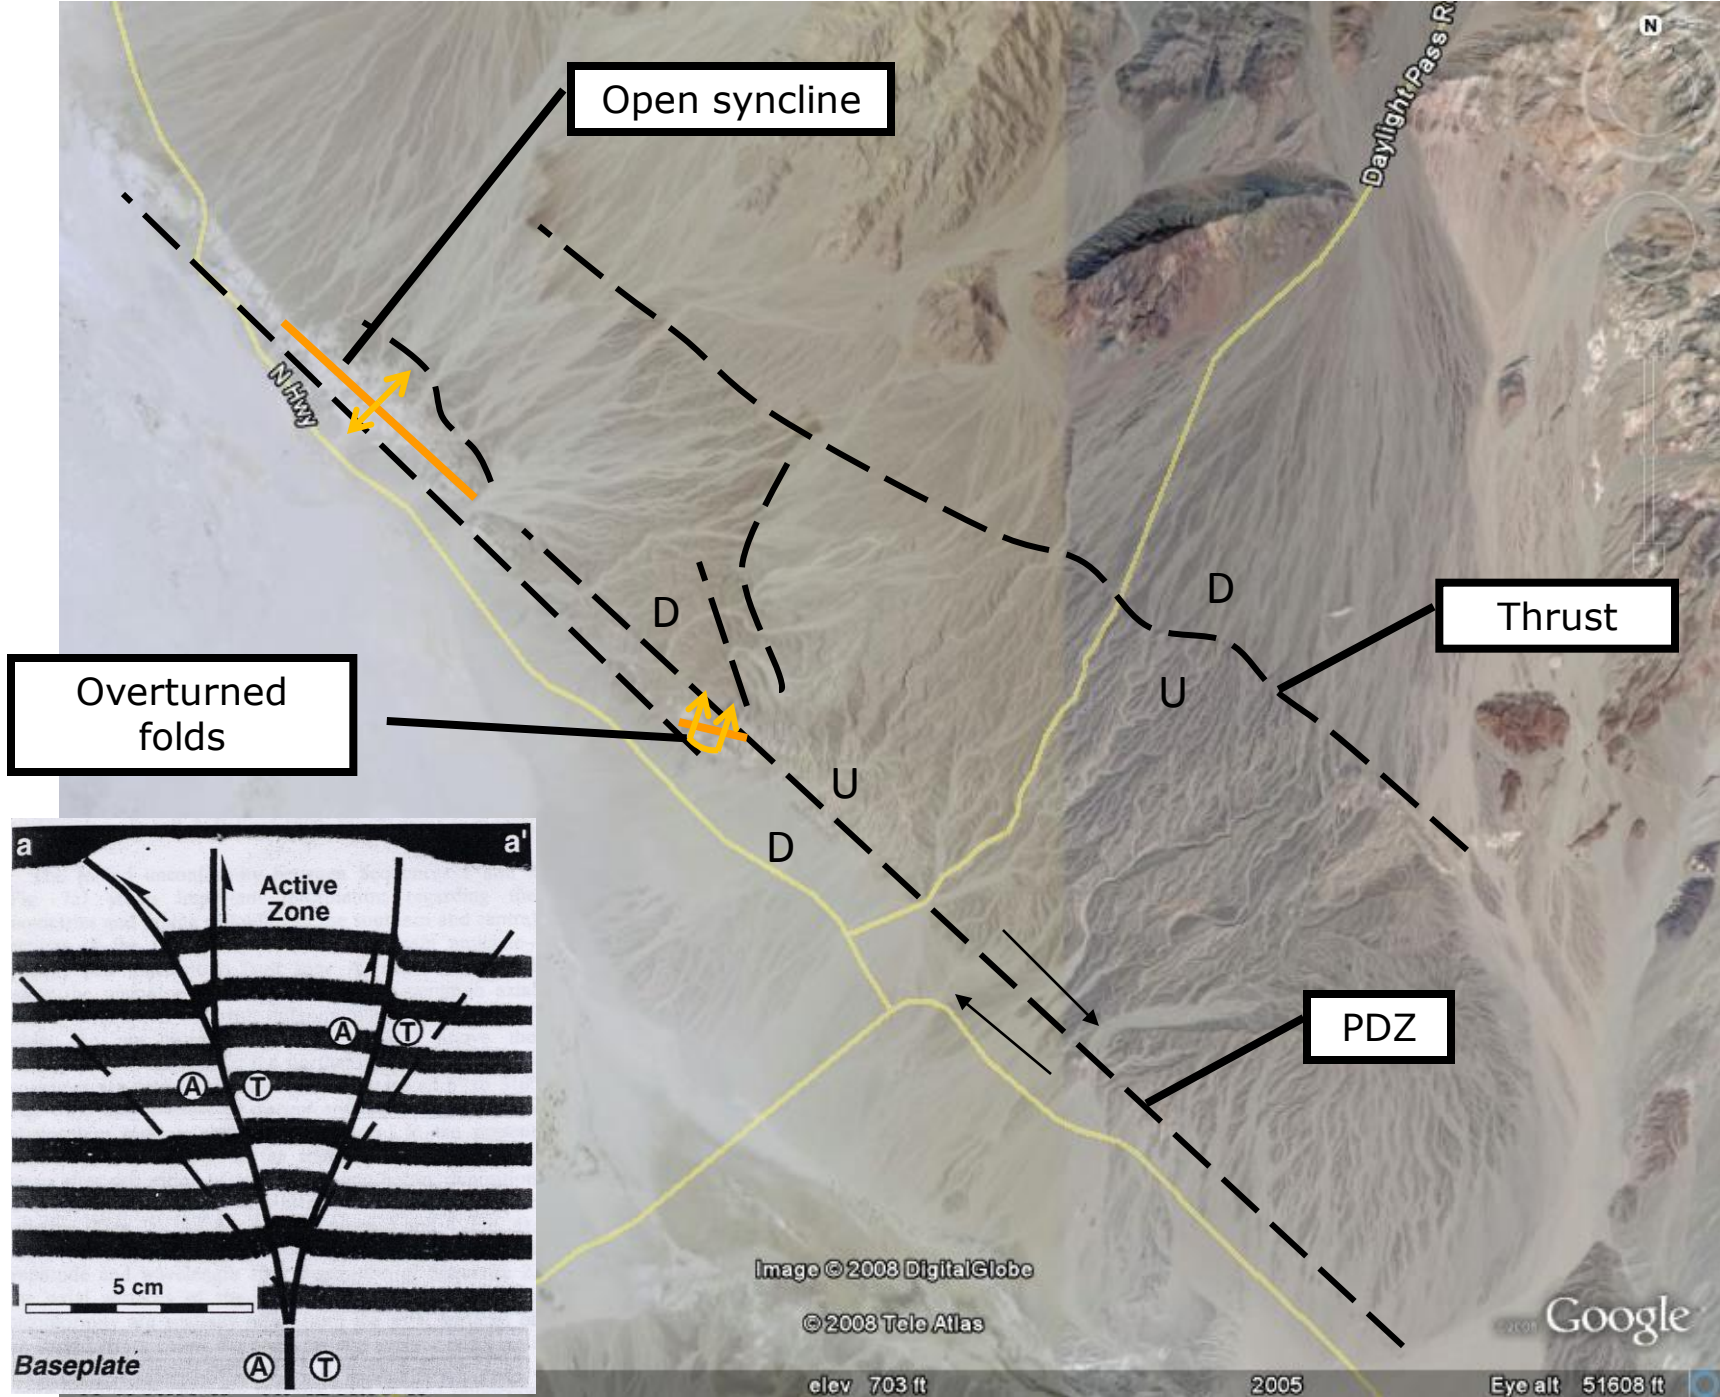 N
Daylight Pass R
Open syncline
N Hwy
D
Thrust
D
U
Overturned
folds
U
D
PDZ
a
a'
Active
Zone
A
T
A
T
5 cm
Baseplate
A
T
Image © 2008 DigitalGlobe
© 2008 Tele Atlas
©2008
Google
elev 703 ft
2005
Eye alt 51608 ft